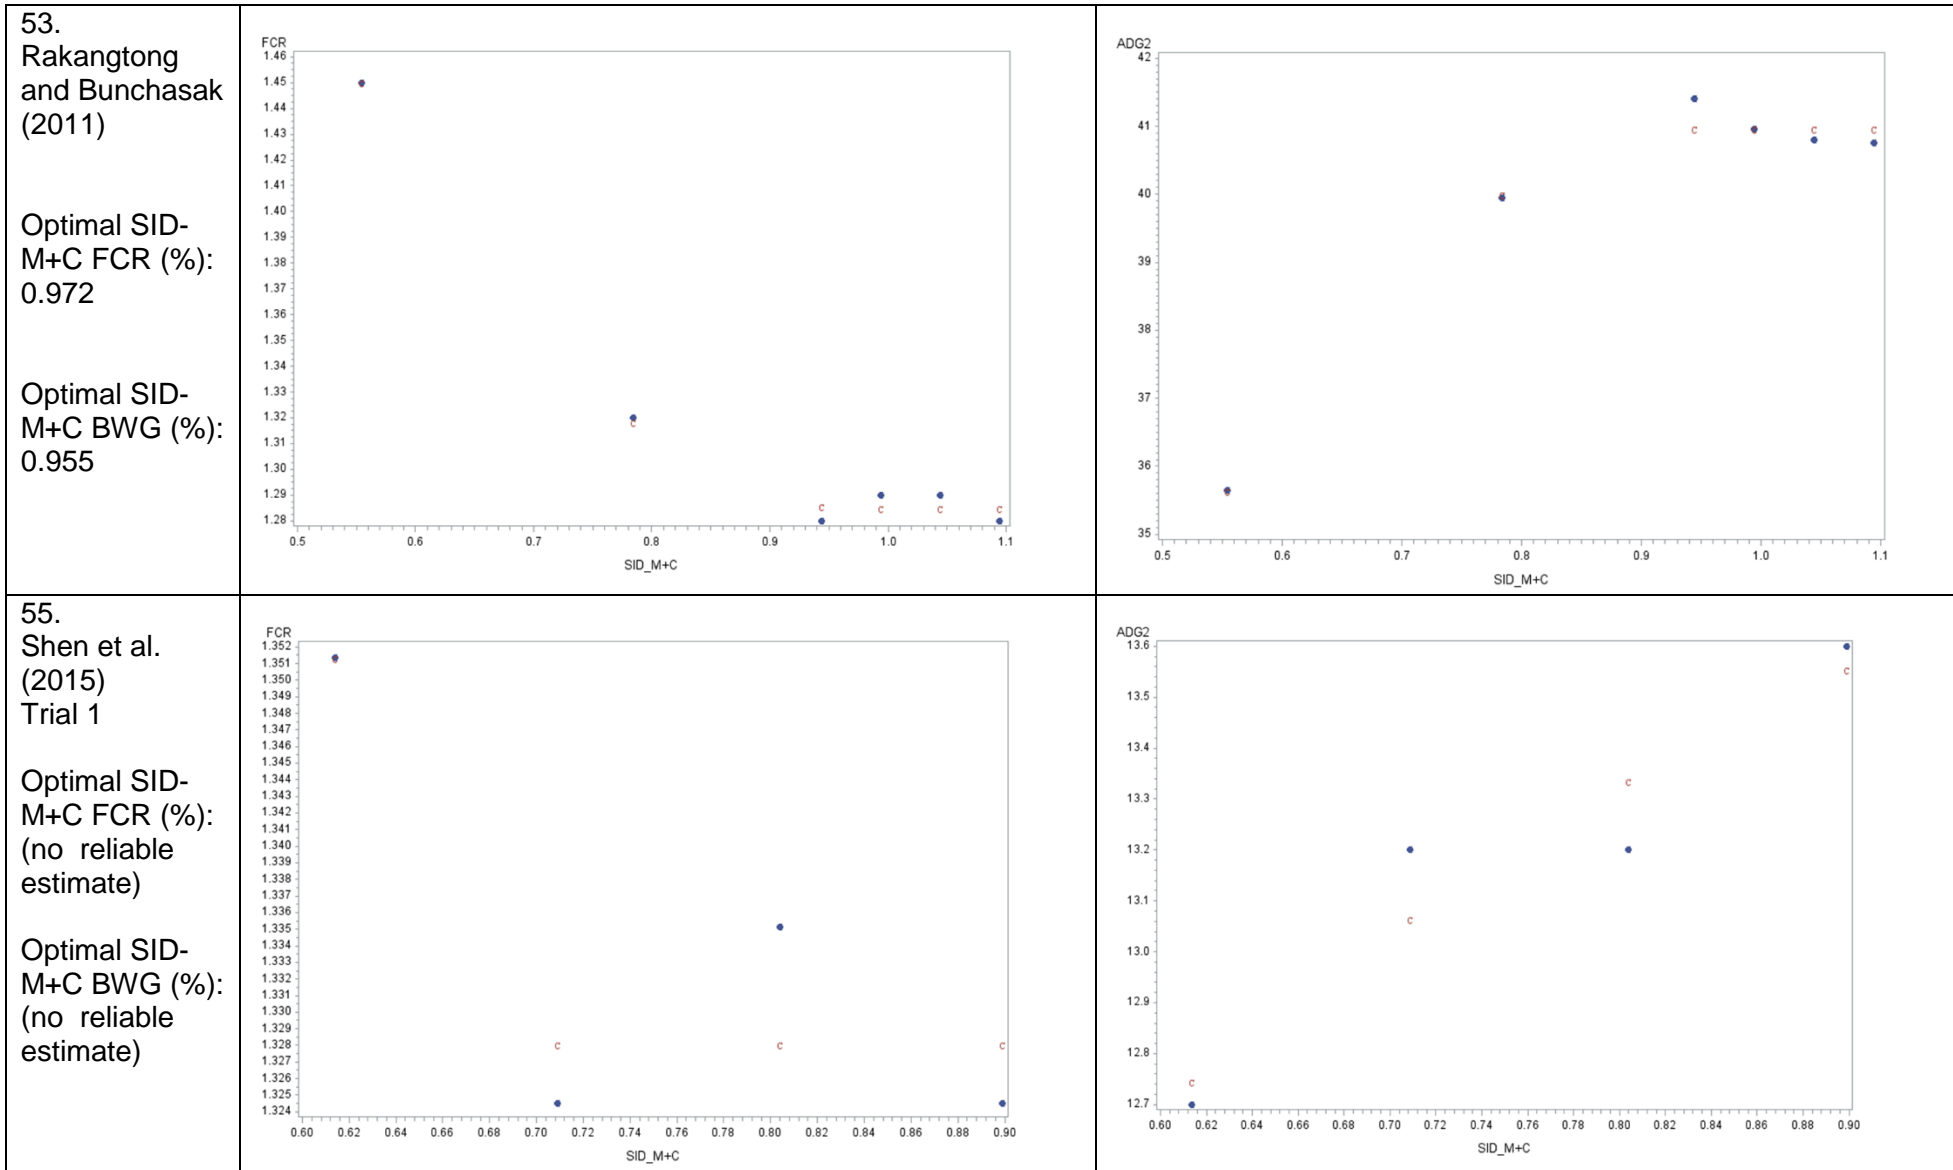 53.
Rakangtong
and Bunchasak
(2011)
Optimal SID-
M+C FCR (%):
0.972
Optimal SID-
M+C BWG (%):
0.955
FCR
1.46
1.45
1.44
1.43
1.42
1.41
1.40
1.39
1.38
1.37
1.36
1.35
1.34
1.33
1.32
1.31
1.30
1.29
1.28
C
C
C
C
C
0.5 0.6 0.7 0.8 0.9 1.0 1.1
SID_M+C
ADG2
42
41
40
39
38
37
36
35
C
C
C
C
C
0.5 0.6 0.7 0.8 0.9 1.0 1.1
SID_M+C
55.
Shen et al.
(2015)
Trial 1
Optimal SID-
M+C FCR (%):
(no reliable
estimate)
Optimal SID-
M+C BWG (%):
(no reliable
estimate)
FCR
1.352
1.351
1.350
1.349
1.348
1.347
1.346
1.345
1.344
1.343
1.342
1.341
1.340
1.339
1.338
1.337
1.336
1.335
1.334
1.333
1.332
1.331
1.330
1.329
1.328
1.327
1.326
1.325
1.324
C C C
0.60 0.62 0.64 0.66 0.68 0.70 0.72 0.74 0.76 0.78 0.80 0.82 0.84 0.86 0.88 0.90
SID_M+C
ADG2
13.6
13.5
13.4
13.3
13.2
13.1
13.0
12.9
12.8
12.7
C
C
C
C
0.60 0.62 0.64 0.66 0.68 0.70 0.72 0.74 0.76 0.78 0.80 0.82 0.84 0.86 0.88 0.90
SID_M+C